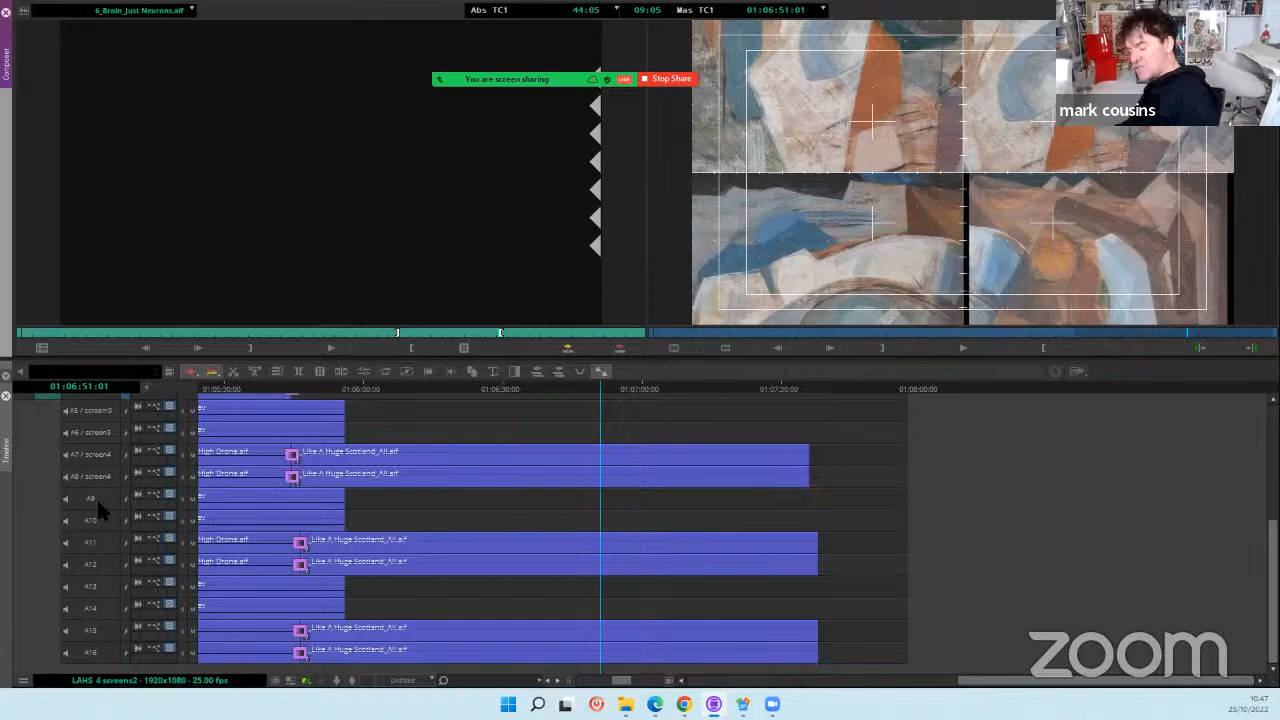 6_Brain_Just Neurons.aif
Abs TC1
44:05
09:05
Mas TC1
01:06:51:01
Composer
You are screen sharing
LIVE
Stop Share
mark cousins
01:06:51:01
01:05:30:00
01:06:00:00
01:06:30:00
01:07:00:00
01:07:30:00
01:08:00:00
Timeline
A5 / screen3
A6 / screen3
A7 / screen4
High Drone.aif
Like A Huge Scotland_All.aif
A8 / screen4
High Drone.aif
Like A Huge Scotland_All.aif
A9
A10
A11
High Drone.aif
Like A Huge Scotland_All.aif
A12
High Drone.aif
Like A Huge Scotland_All.aif
A13
A14
A15
Like A Huge Scotland_All.aif
A16
Like A Huge Scotland_All.aif
zoom
LAHS 4 screens2 - 1920x1080 - 25.00 fps
Untitled
10:47
25/10/2022